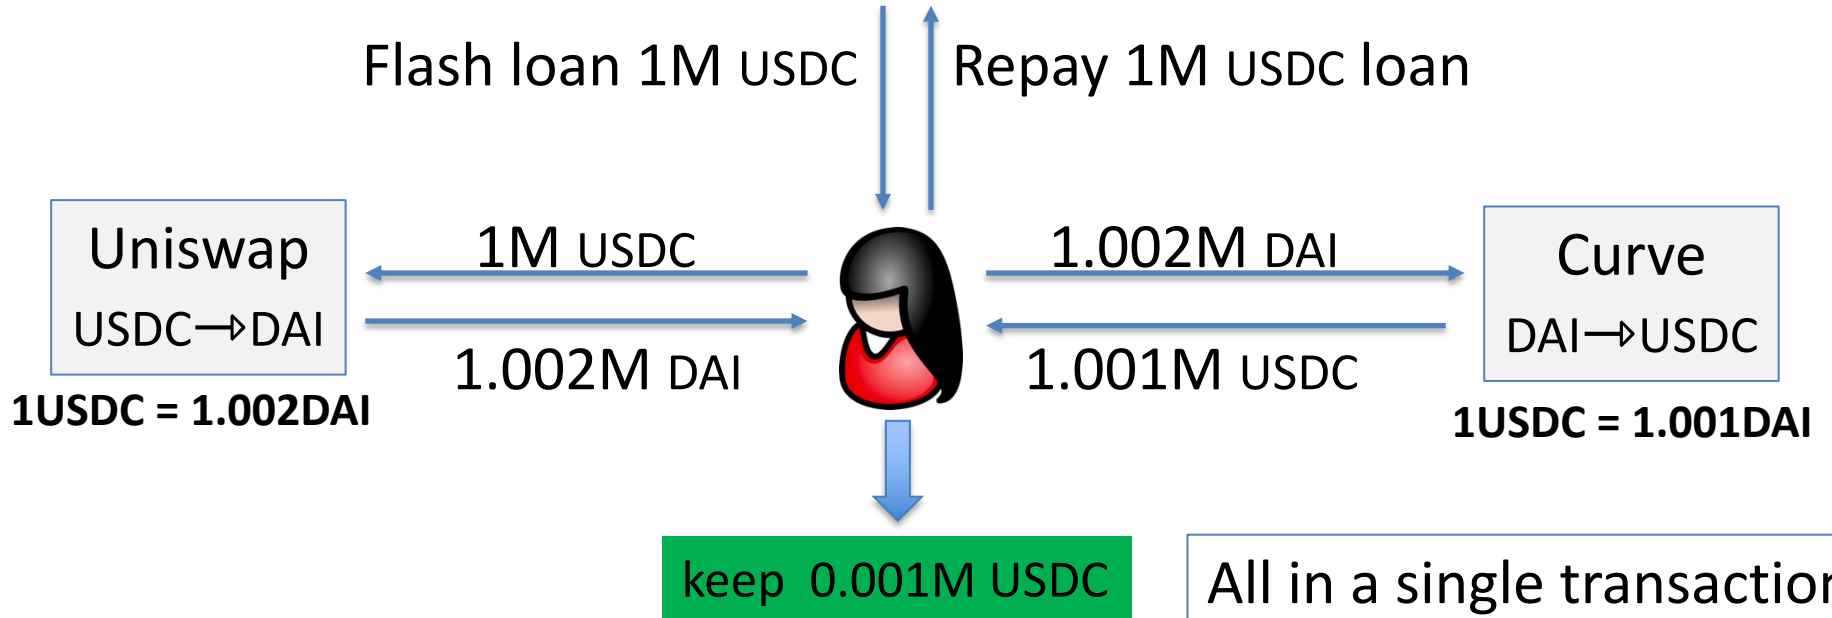 Flash loan 1M USDC
Repay 1M USDC loan
Uniswap
USDC→DAI
1USDC = 1.002DAI
1M USDC
1.002M DAI
1.002M DAI
1.001M USDC
Curve
DAI→USDC
1USDC = 1.001DAI
keep 0.001M USDC
All in a single transaction